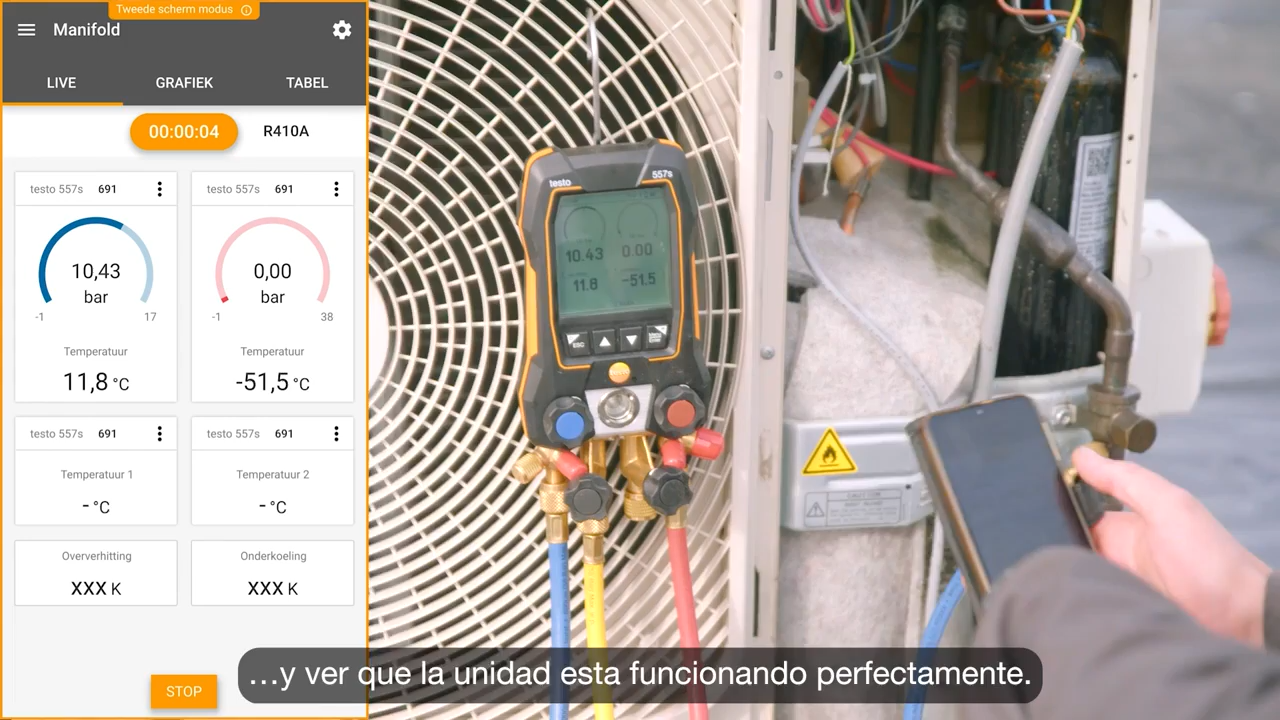 Tweede scherm modus
Manifold
LIVE
GRAFIEK
TABEL
00:00:04
R410A
testo 557s 691
testo 557s 691
10,43
bar
-1
17
0,00
bar
-1
38
Temperatuur
11,8 °C
Temperatuur
-51,5 °C
testo 557s 691
testo 557s 691
Temperatuur 1
- °C
Temperatuur 2
- °C
Oververhitting
XXX K
Onderkoeling
XXX K
STOP
testo
557s
10.43
0.00
11.8
-51.5
ESC
testo
...y ver que la unidad esta funcionando perfectamente.